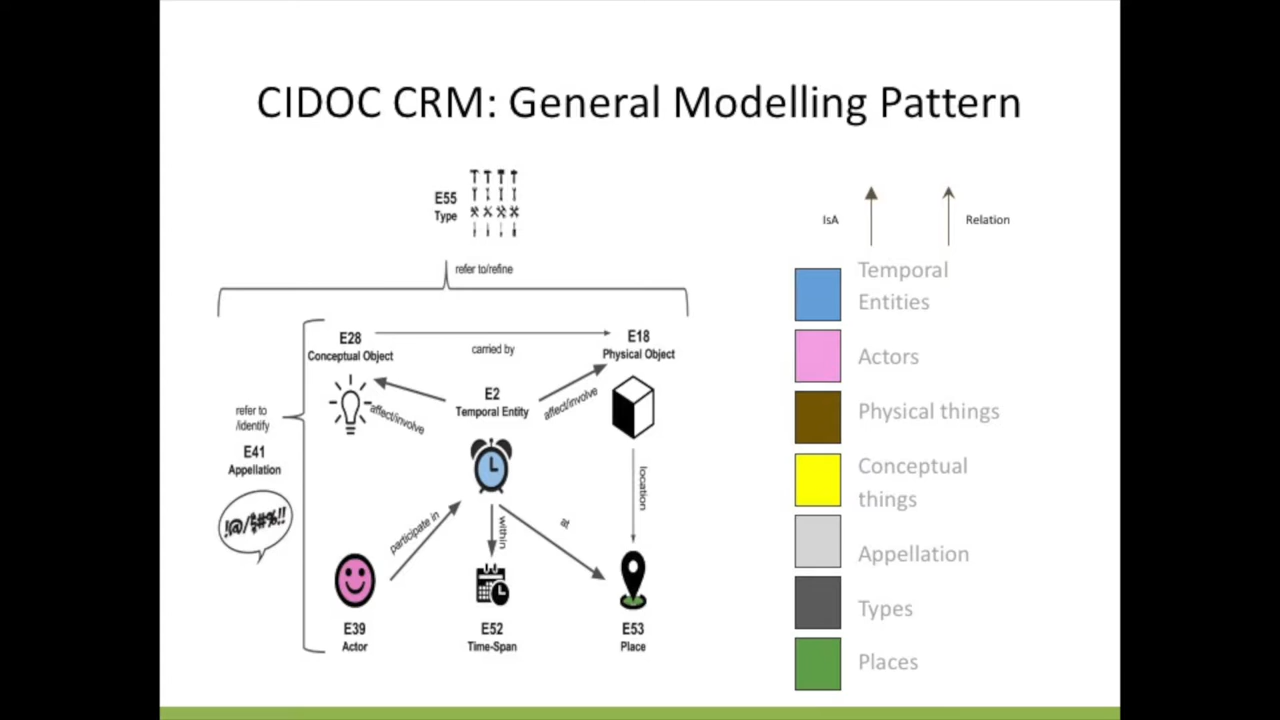 CIDOC CRM: General Modelling Pattern
E55
Type
refer to/refine
IsA
Relation
E28
Conceptual Object
carried by
E18
Physical Object
E2
Temporal Entity
affect/involve
affect/involve
refer to
/identify
E41
Appellation
!@/$#%!!
location
participate in
within
at
E39
Actor
E52
Time-Span
E53
Place
Temporal
Entities
Actors
Physical things
Conceptual
things
Appellation
Types
Places